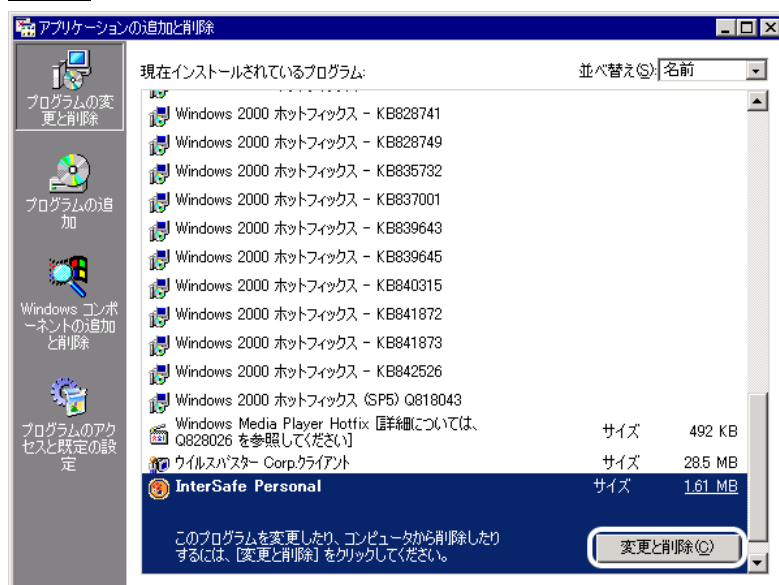 アプリケーションの追加と削除
プログラムの変
更と削除
プログラムの追
加
Windows コンポ
ーネントの追加
と削除
プログラムのアク
セスと既定の設
定
現在インストールされているプログラム:
並べ替え(S):
名前
Windows 2000 ホットフィックス - KB828741
Windows 2000 ホットフィックス - KB828749
Windows 2000 ホットフィックス - KB835732
Windows 2000 ホットフィックス - KB837001
Windows 2000 ホットフィックス - KB839643
Windows 2000 ホットフィックス - KB839645
Windows 2000 ホットフィックス - KB840315
Windows 2000 ホットフィックス - KB841872
Windows 2000 ホットフィックス - KB841873
Windows 2000 ホットフィックス - KB842526
Windows 2000 ホットフィックス (SP5) Q818043
Windows Media Player Hotfix [詳細については、
Q828026 を参照してください]
サイズ 492 KB
ウイルスバスター Corp.クライアント サイズ 28.5 MB
InterSafe Personal サイズ 1.61 MB
このプログラムを変更したり、コンピュータから削除したり
するには、[変更と削除] をクリックしてください。
変更と削除(C)